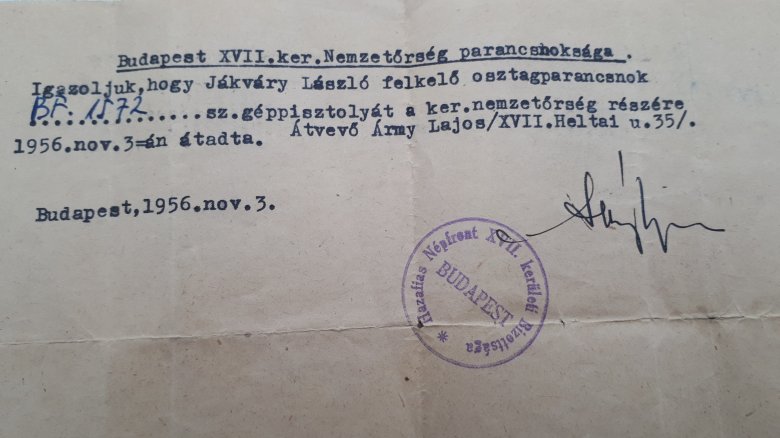 Budapest XVII.ker.Nemzetőrség parancshoksága .
Igazoljuk,hogy Jákváry László felkelő osztagparancsnok
BF. 1572 sz.géppisztolyát a ker.nemzetőrség részére
1956.nov.3=án átadta. Átvevő Ármy Lajos/XVII.Heltai u.35/.
Budapest,1956.nov.3.
* Hazafias Népfront XVII. kerületi Bizottsága
BUDAPEST